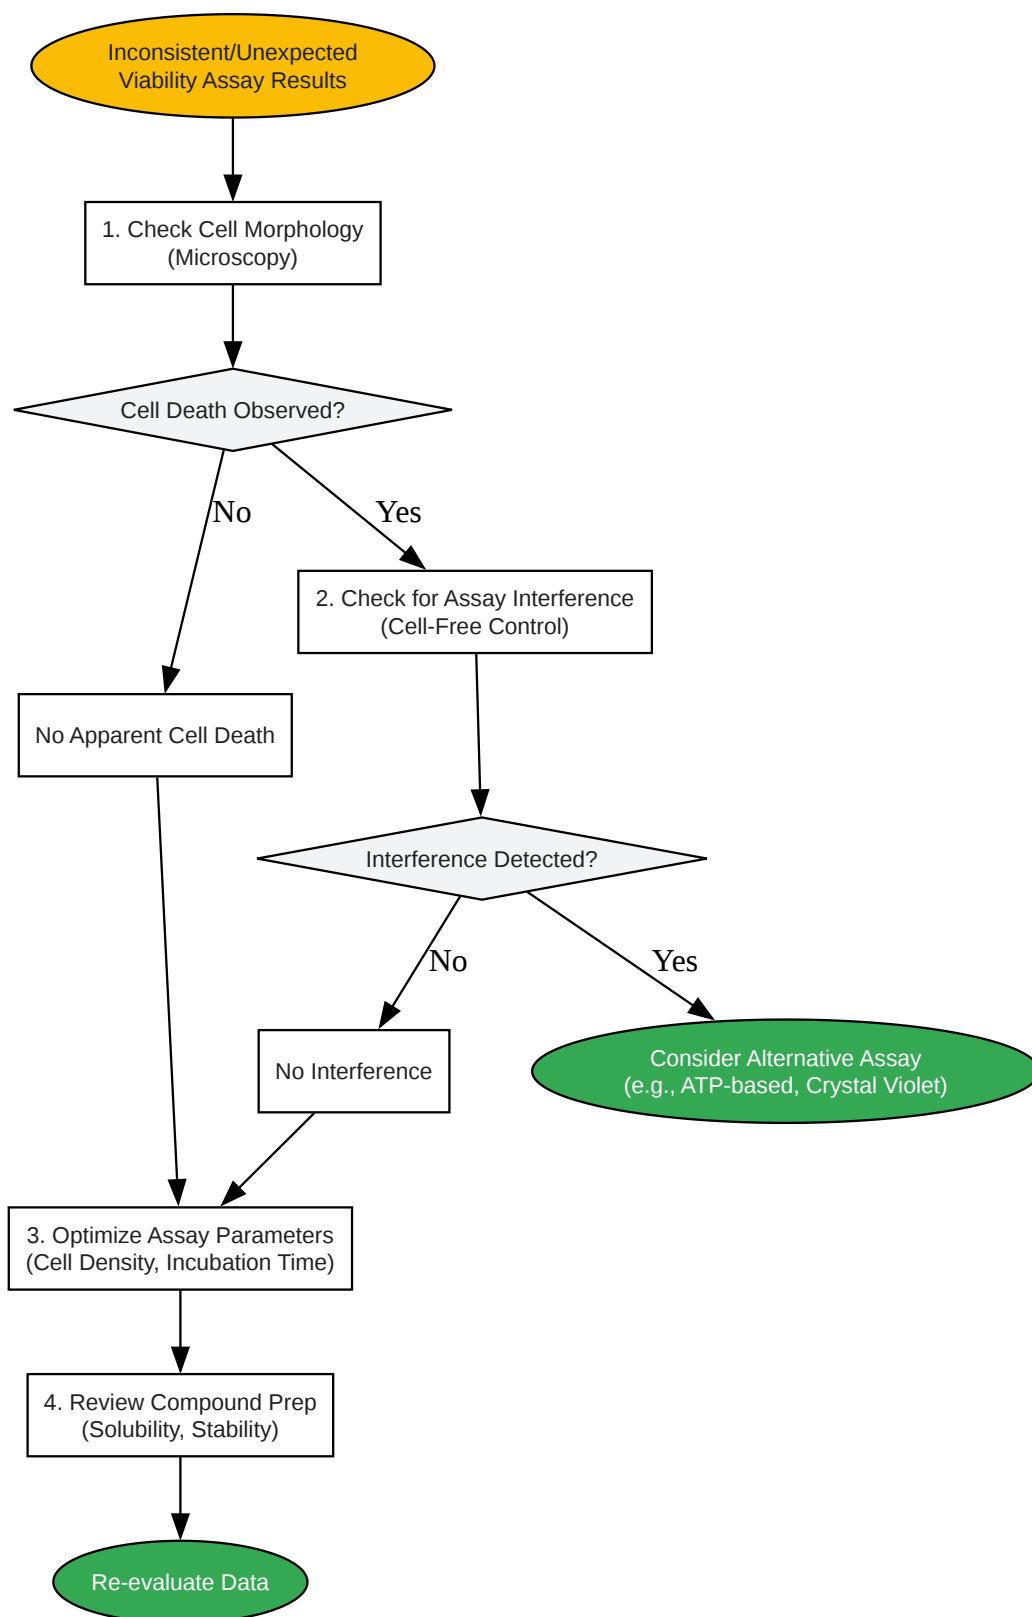 Inconsistent/Unexpected
Viability Assay Results
1. Check Cell Morphology
(Microscopy)
Cell Death Observed?
No
Yes
2. Check for Assay Interference
(Cell-Free Control)
No Apparent Cell Death
Interference Detected?
No
Yes
No Interference
Consider Alternative Assay
(e.g., ATP-based, Crystal Violet)
3. Optimize Assay Parameters
(Cell Density, Incubation Time)
4. Review Compound Prep
(Solubility, Stability)
Re-evaluate Data